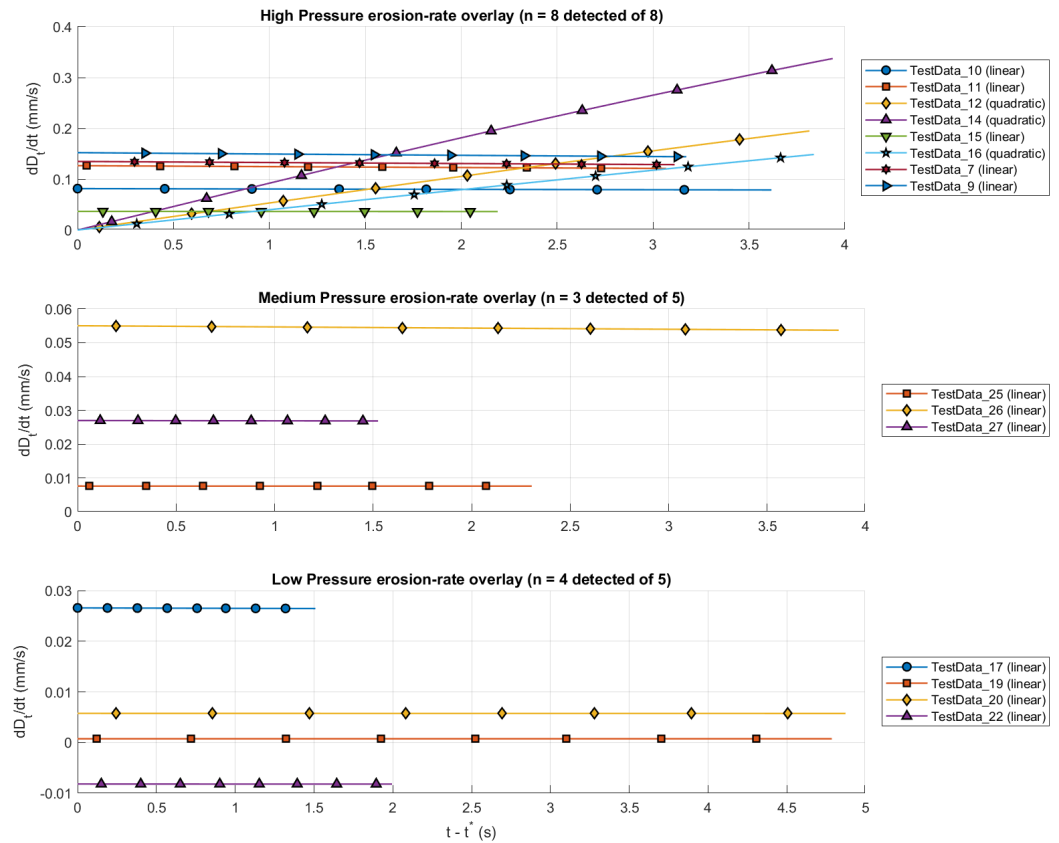 High Pressure erosion-rate overlay (n = 8 detected of 8)
0.4
0.3
0.2
0.1
0
dDt/dt (mm/s)
0 0.5 1 1.5 2 2.5 3 3.5 4
TestData_10 (linear)
TestData_11 (linear)
TestData_12 (quadratic)
TestData_14 (quadratic)
TestData_15 (linear)
TestData_16 (quadratic)
TestData_7 (linear)
TestData_9 (linear)
Medium Pressure erosion-rate overlay (n = 3 detected of 5)
0.06
0.05
0.04
0.03
0.02
0.01
0
dDt/dt (mm/s)
0 0.5 1 1.5 2 2.5 3 3.5 4
TestData_25 (linear)
TestData_26 (linear)
TestData_27 (linear)
Low Pressure erosion-rate overlay (n = 4 detected of 5)
0.03
0.02
0.01
0
-0.01
dDt/dt (mm/s)
0 0.5 1 1.5 2 2.5 3 3.5 4 4.5 5
t - t* (s)
TestData_17 (linear)
TestData_19 (linear)
TestData_20 (linear)
TestData_22 (linear)